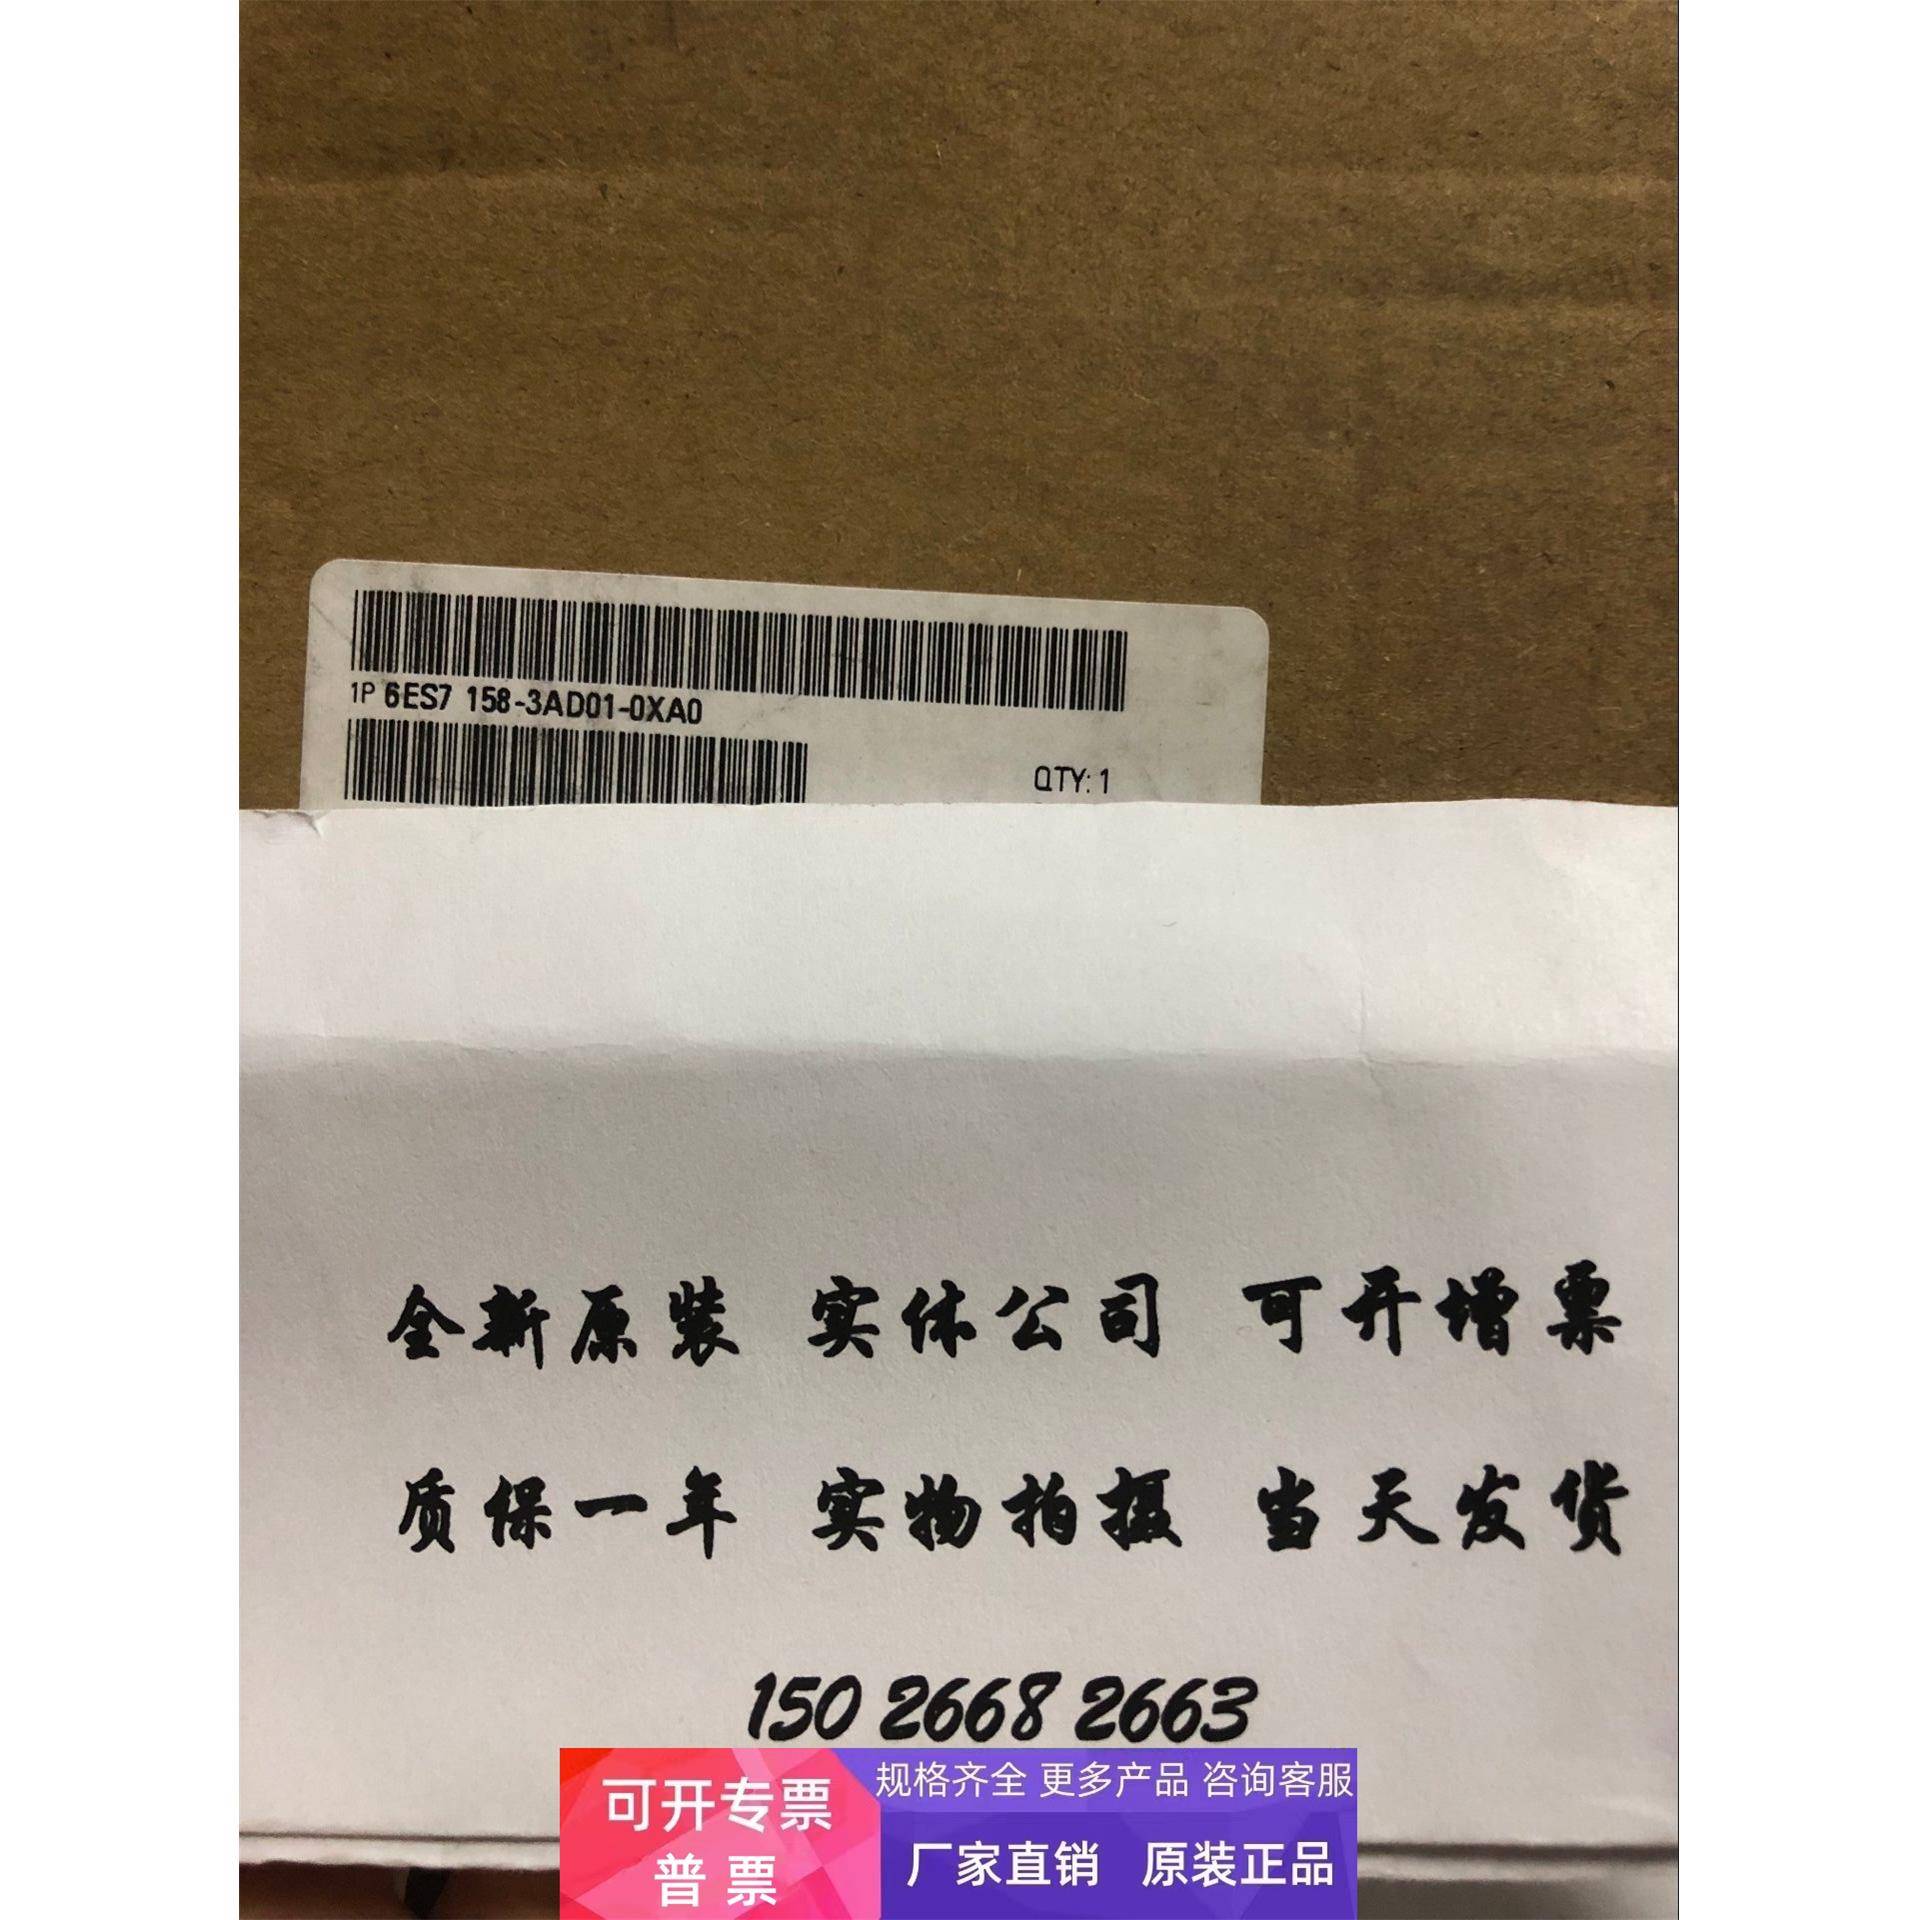 1P 6ES7 158-3AD01-0XA0
QTY: 1
全新原装 实体公司 可开增票
质保一年 实物拍摄 当天发货
150 2668 2663
可开专票
普票
规格齐全 更多产品 咨询客服
厂家直销 原装正品